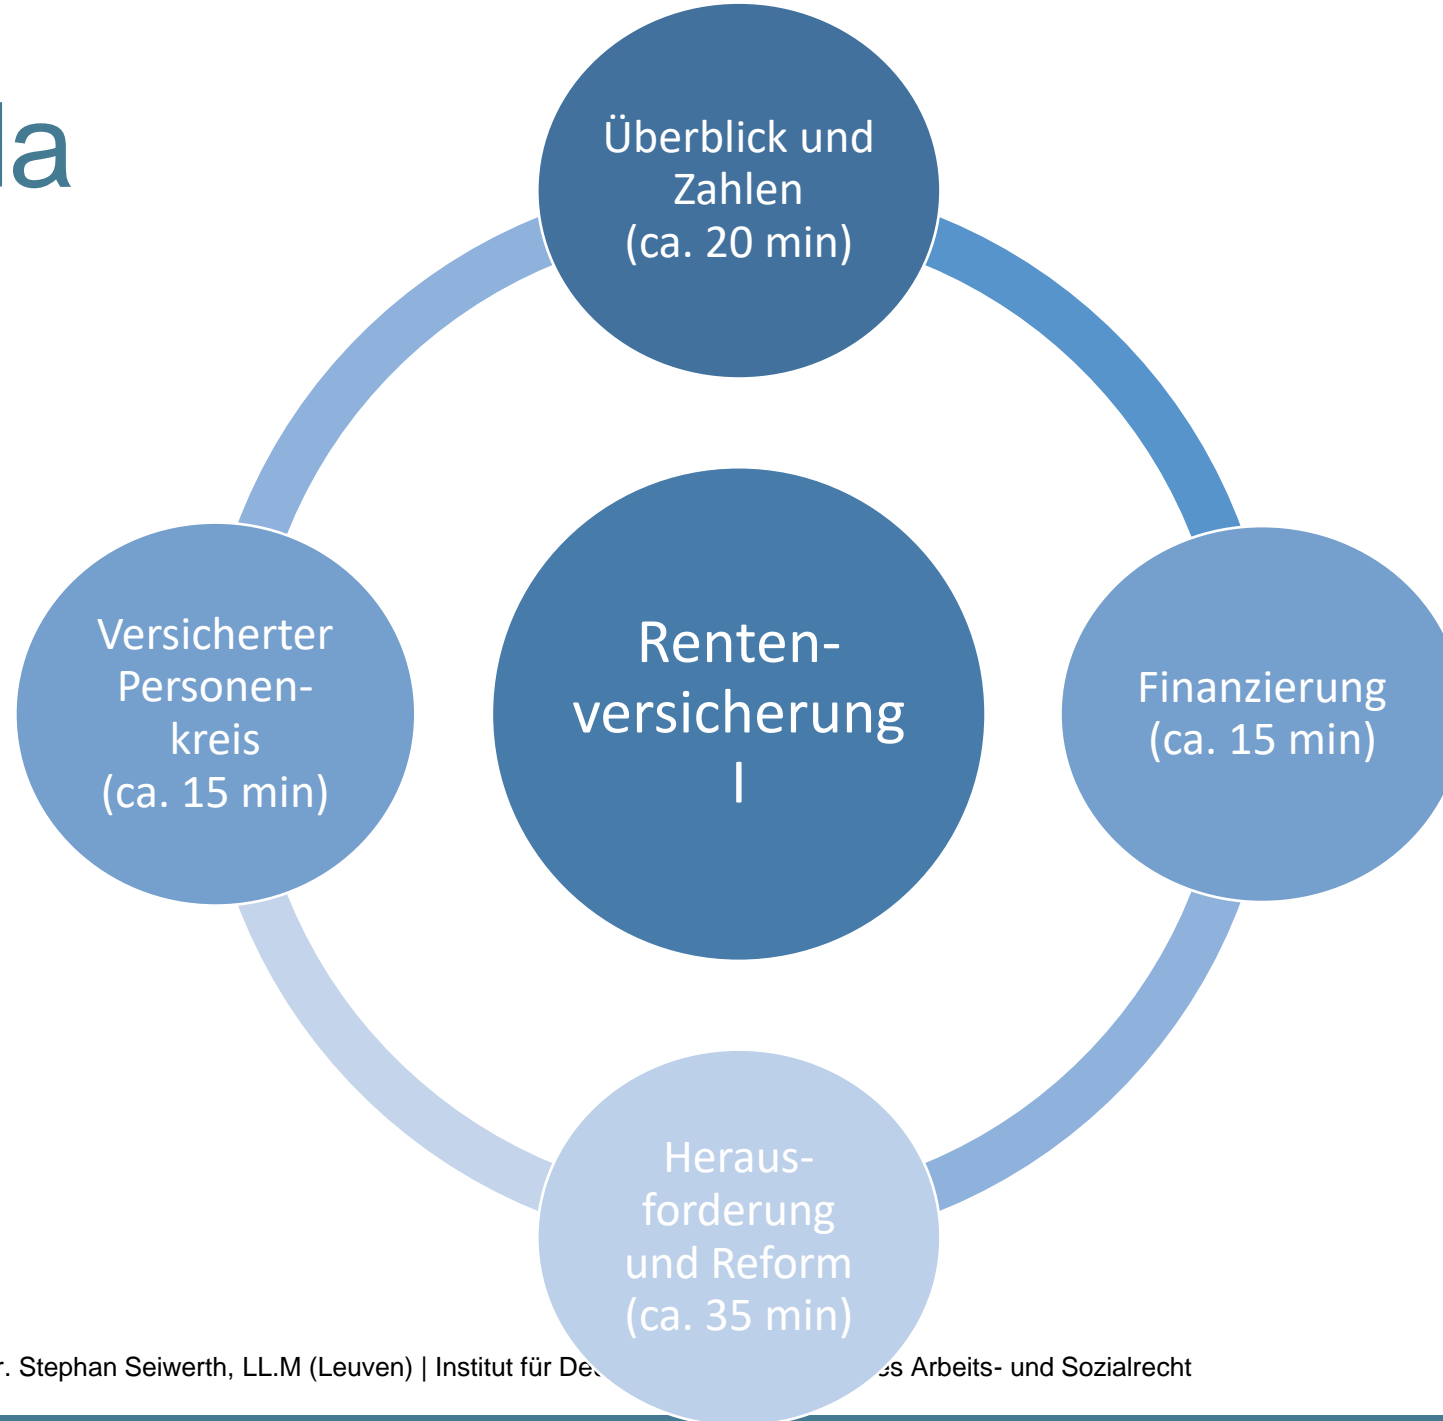 da
Überblick und
Zahlen
(ca. 20 min)
Finanzierung
(ca. 15 min)
Heraus-
forderung
und Reform
(ca. 35 min)
Versicherter
Personen-
kreis
(ca. 15 min)
Renten-
versicherung
I
r. Stephan Seiwerth, LL.M (Leuven) | Institut für De es Arbeits- und Sozialrecht